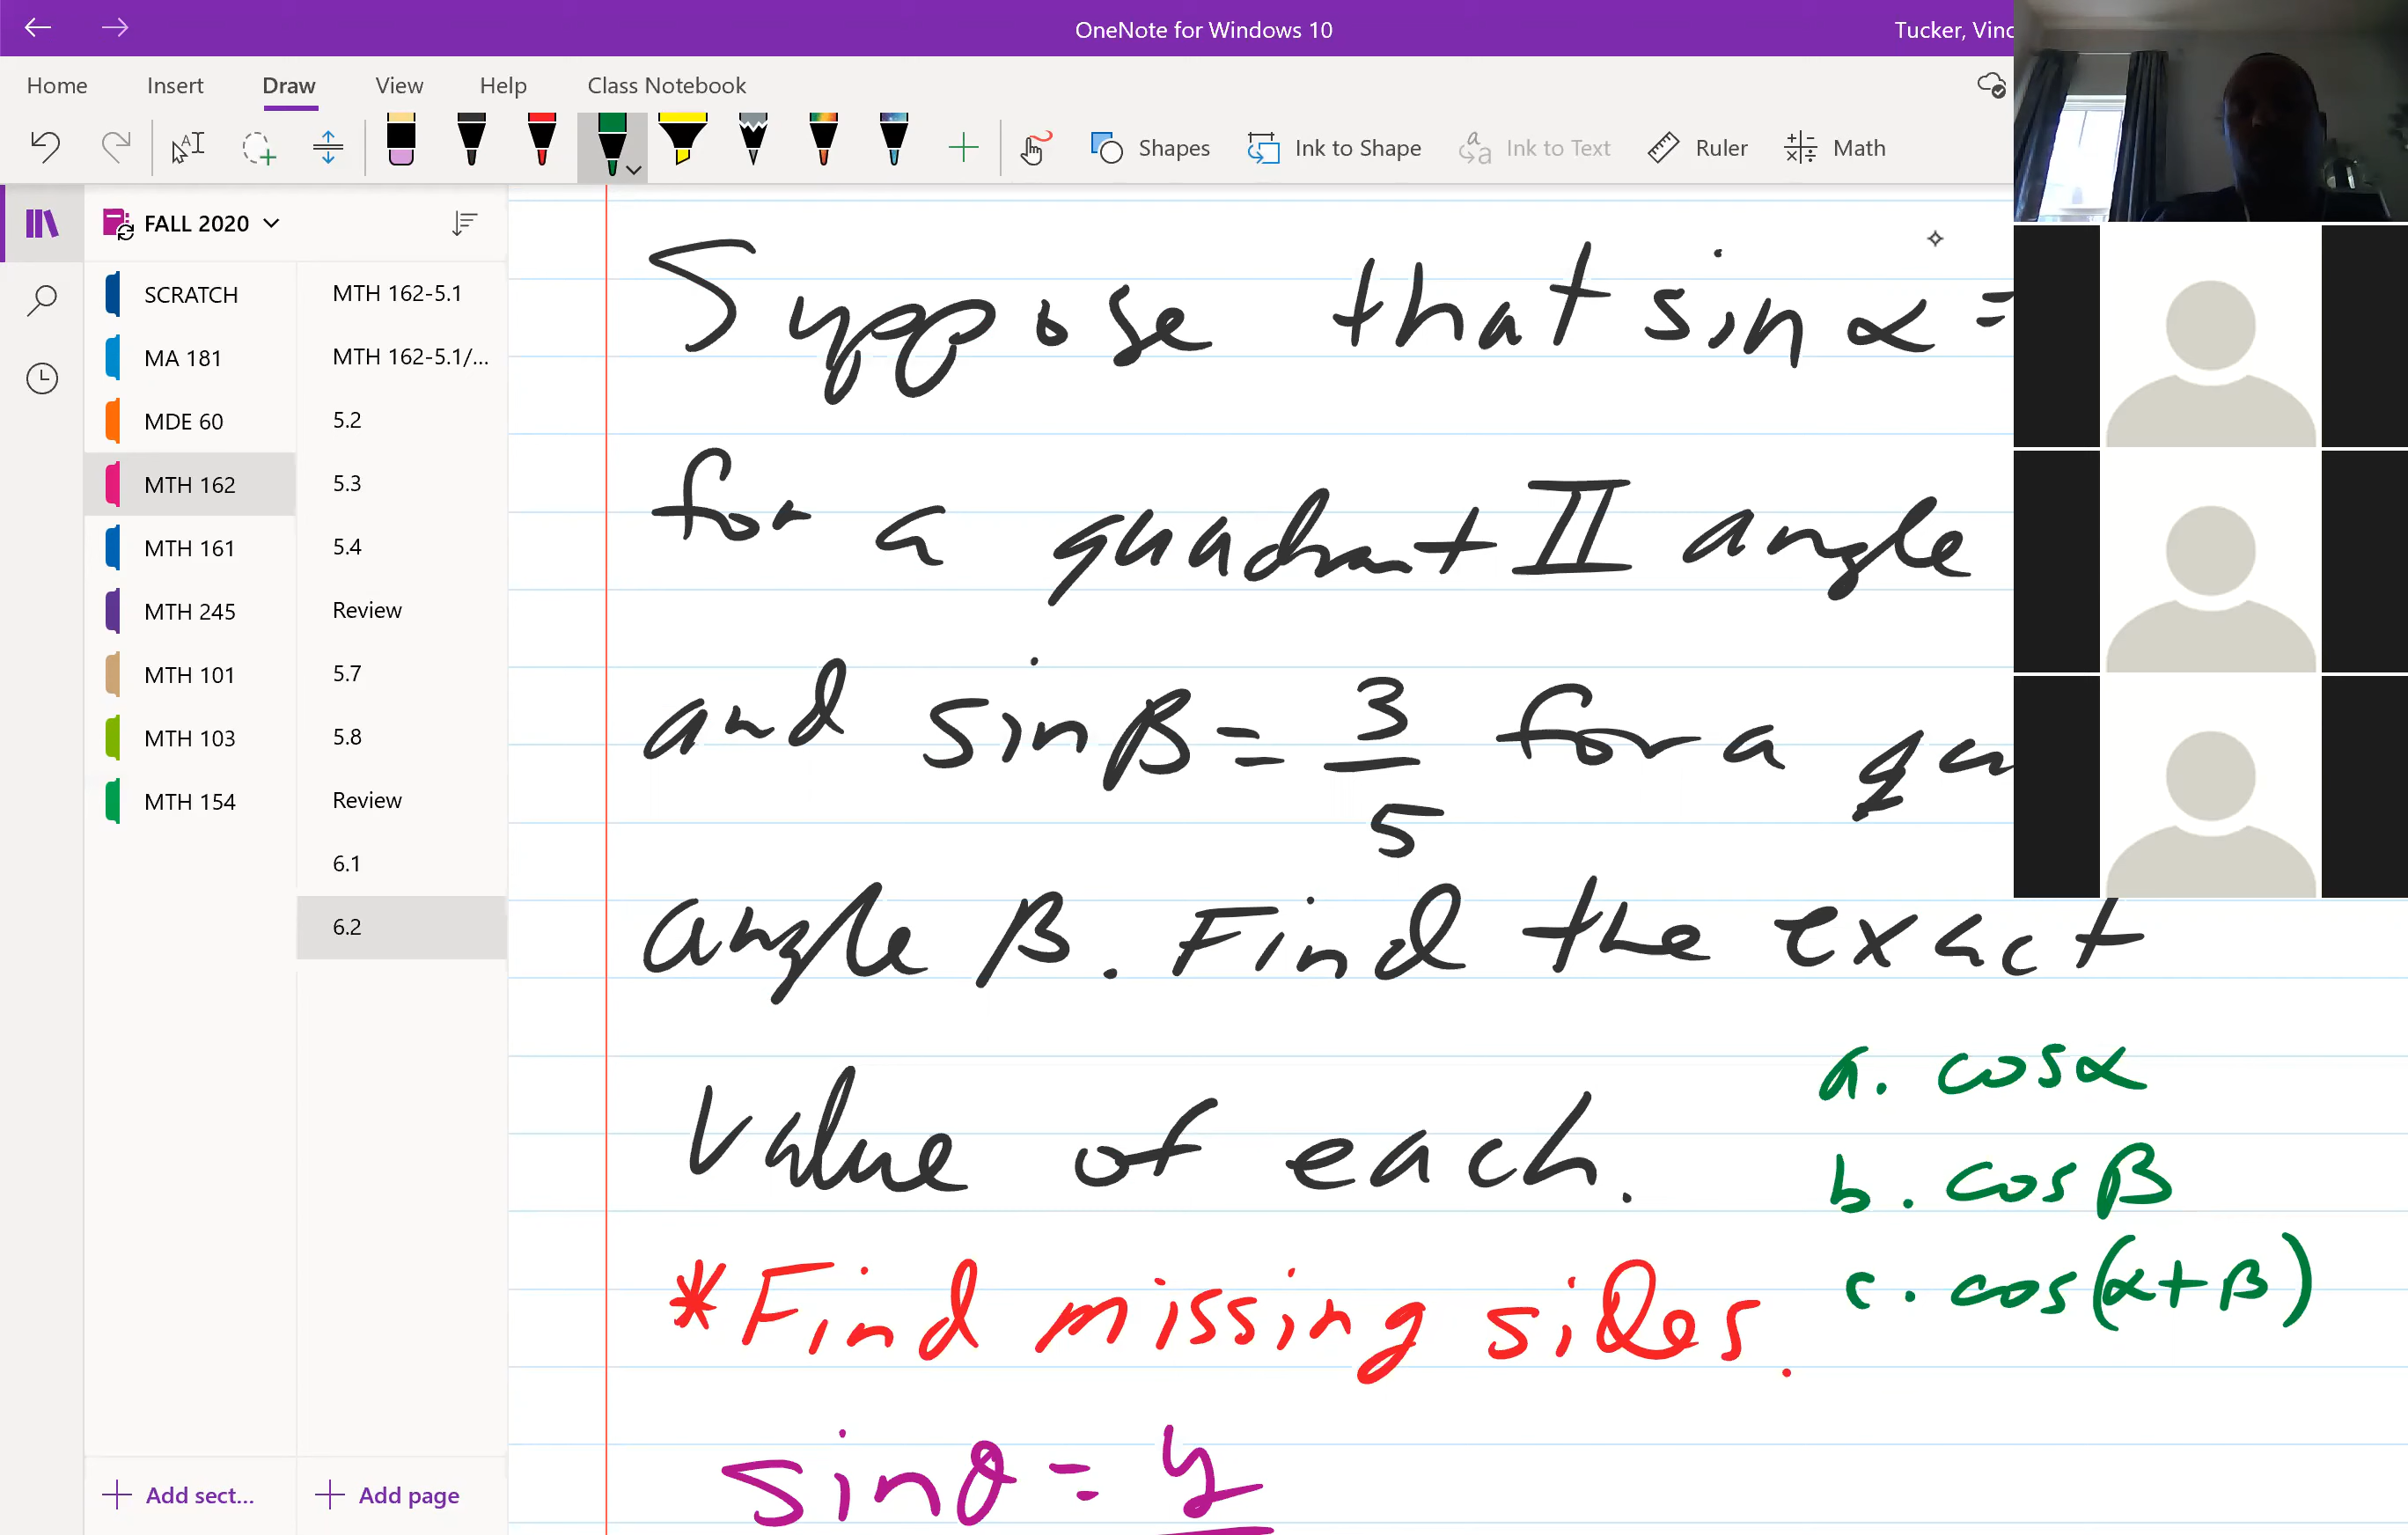 OneNote for Windows 10
Tucker, Vinc
Home Insert Draw View Help Class Notebook
Shapes Ink to Shape Ink to Text Ruler Math
FALL 2020
SCRATCH
MA 181
MDE 60
MTH 162
MTH 161
MTH 245
MTH 101
MTH 103
MTH 154
Add sect...
MTH 162-5.1
MTH 162-5.1/...
5.2
5.3
5.4
Review
5.7
5.8
Review
6.1
6.2
Add page
Suppose that sin α =
for a quadrant II angle
and sin β = 3/5 for a qua
angle β. Find the exact
Value of each.
a. cos α
b. cos β
c. cos(α+β)
*Find missing sides.
sin θ = y